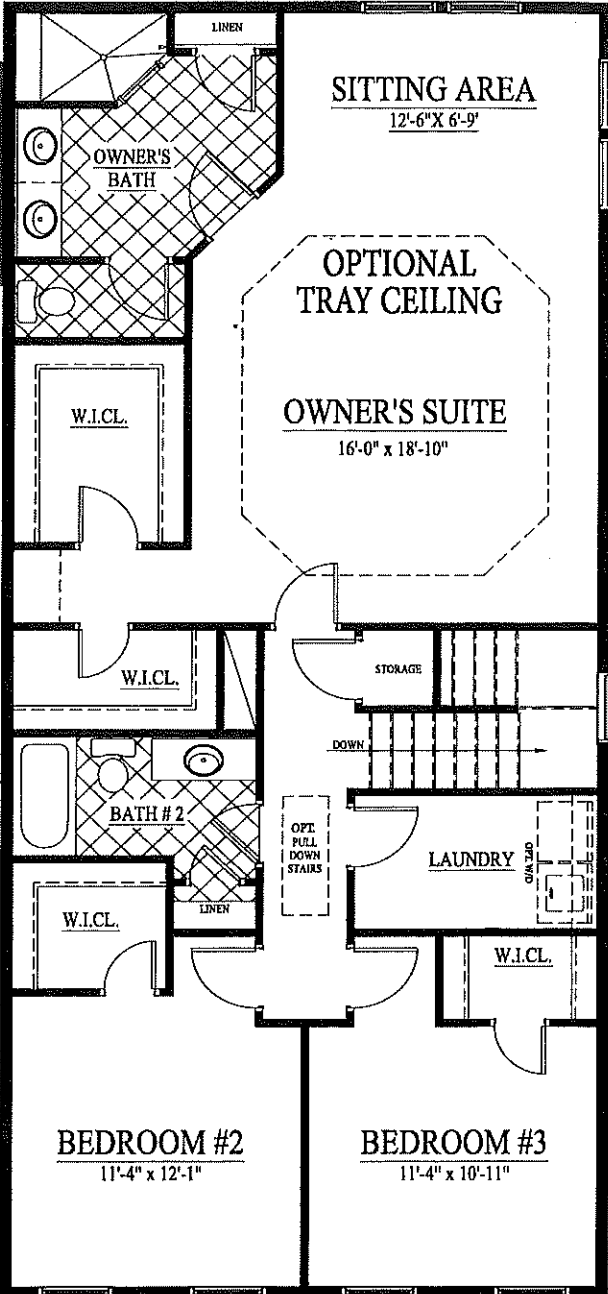 LINEN
SITTING AREA
12'-6"X 6'-9'
OWNER'S
BATH
OPTIONAL
TRAY CEILING
W.I.CL.
OWNER'S SUITE
16'-0" x 18'-10"
W.I.CL.
STORAGE
DOWN
BATH # 2
OPT.
PULL
DOWN
STAIRS
LAUNDRY
OPT. W/D
LINEN
W.I.CL.
W.I.CL.
BEDROOM #2
11'-4" x 12'-1"
BEDROOM #3
11'-4" x 10'-11"